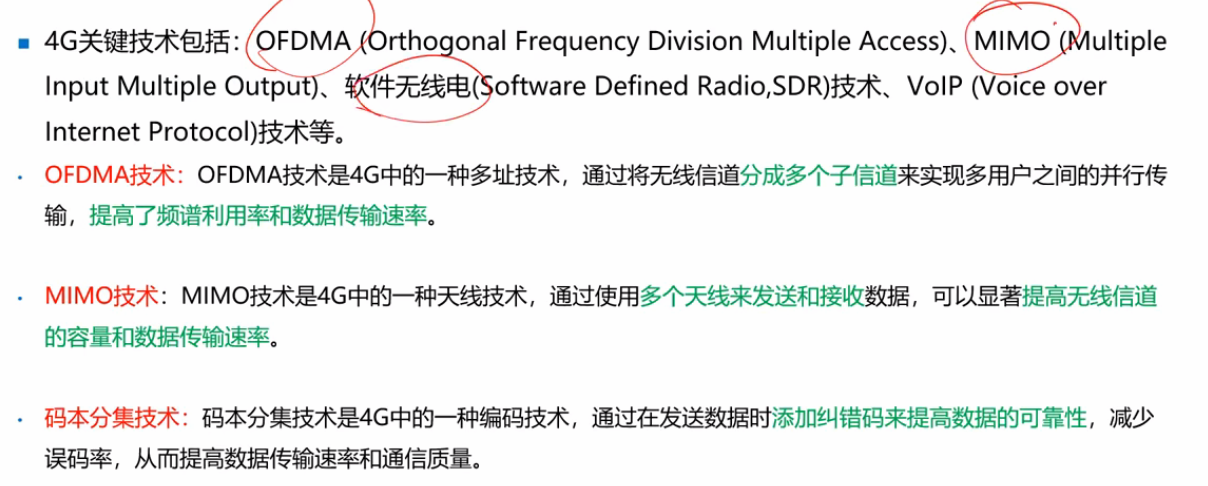 4G关键技术包括：OFDMA (Orthogonal Frequency Division Multiple Access)、MIMO (Multiple
Input Multiple Output)、软件无线电(Software Defined Radio,SDR)技术、VoIP (Voice over
Internet Protocol)技术等。
OFDMA技术：OFDMA技术是4G中的一种多址技术，通过将无线信道分成多个子信道来实现多用户之间的并行传
输，提高了频谱利用率和数据传输速率。
MIMO技术：MIMO技术是4G中的一种天线技术，通过使用多个天线来发送和接收数据，可以显著提高无线信道
的容量和数据传输速率。
码本分集技术：码本分集技术是4G中的一种编码技术，通过在发送数据时添加纠错码来提高数据的可靠性，减少
误码率，从而提高数据传输速率和通信质量。